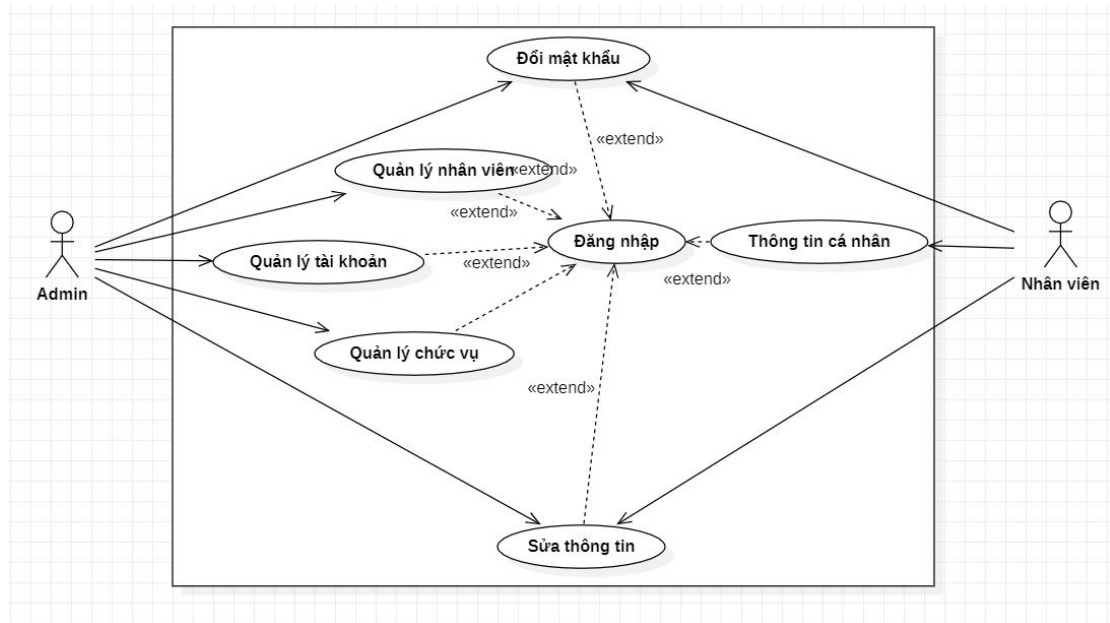 Đổi mật khẩu
«extend»
Quản lý nhân viên
«extend»
«extend»
Đăng nhập
Thông tin cá nhân
Quản lý tài khoản
«extend»
«extend»
Admin
Nhân viên
Quản lý chức vụ
«extend»
Sửa thông tin